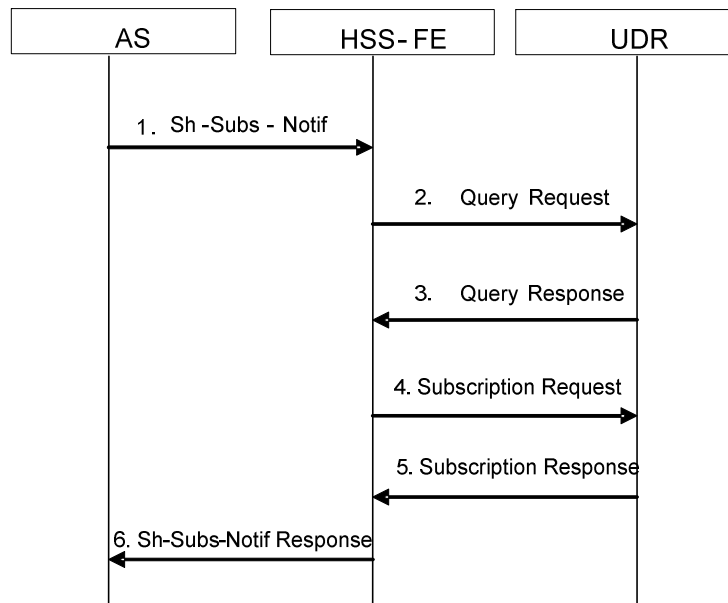 AS
HSS-FE
UDR
1. Sh-Subs-Notif
2. Query Request
3. Query Response
4. Subscription Request
5. Subscription Response
6. Sh-Subs-Notif Response